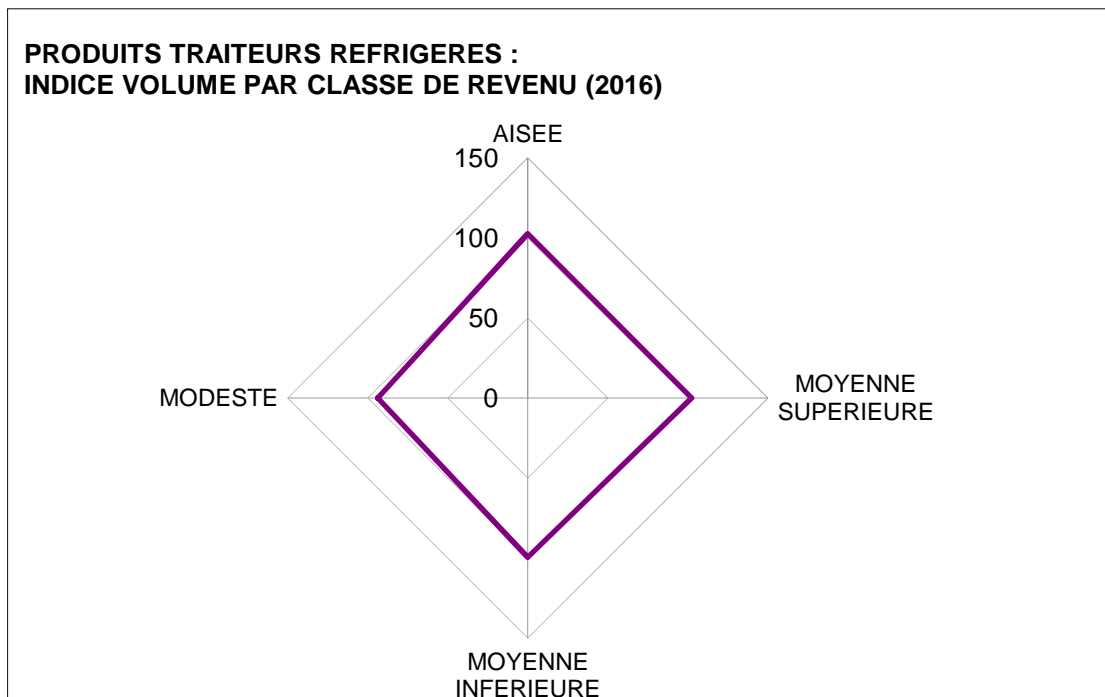 PRODUITS TRAITEURS REFRIGERES :
INDICE VOLUME PAR CLASSE DE REVENU (2016)
AISEE
150
100
50
0
MODESTE
MOYENNE
SUPERIEURE
MOYENNE
INFERIEURE